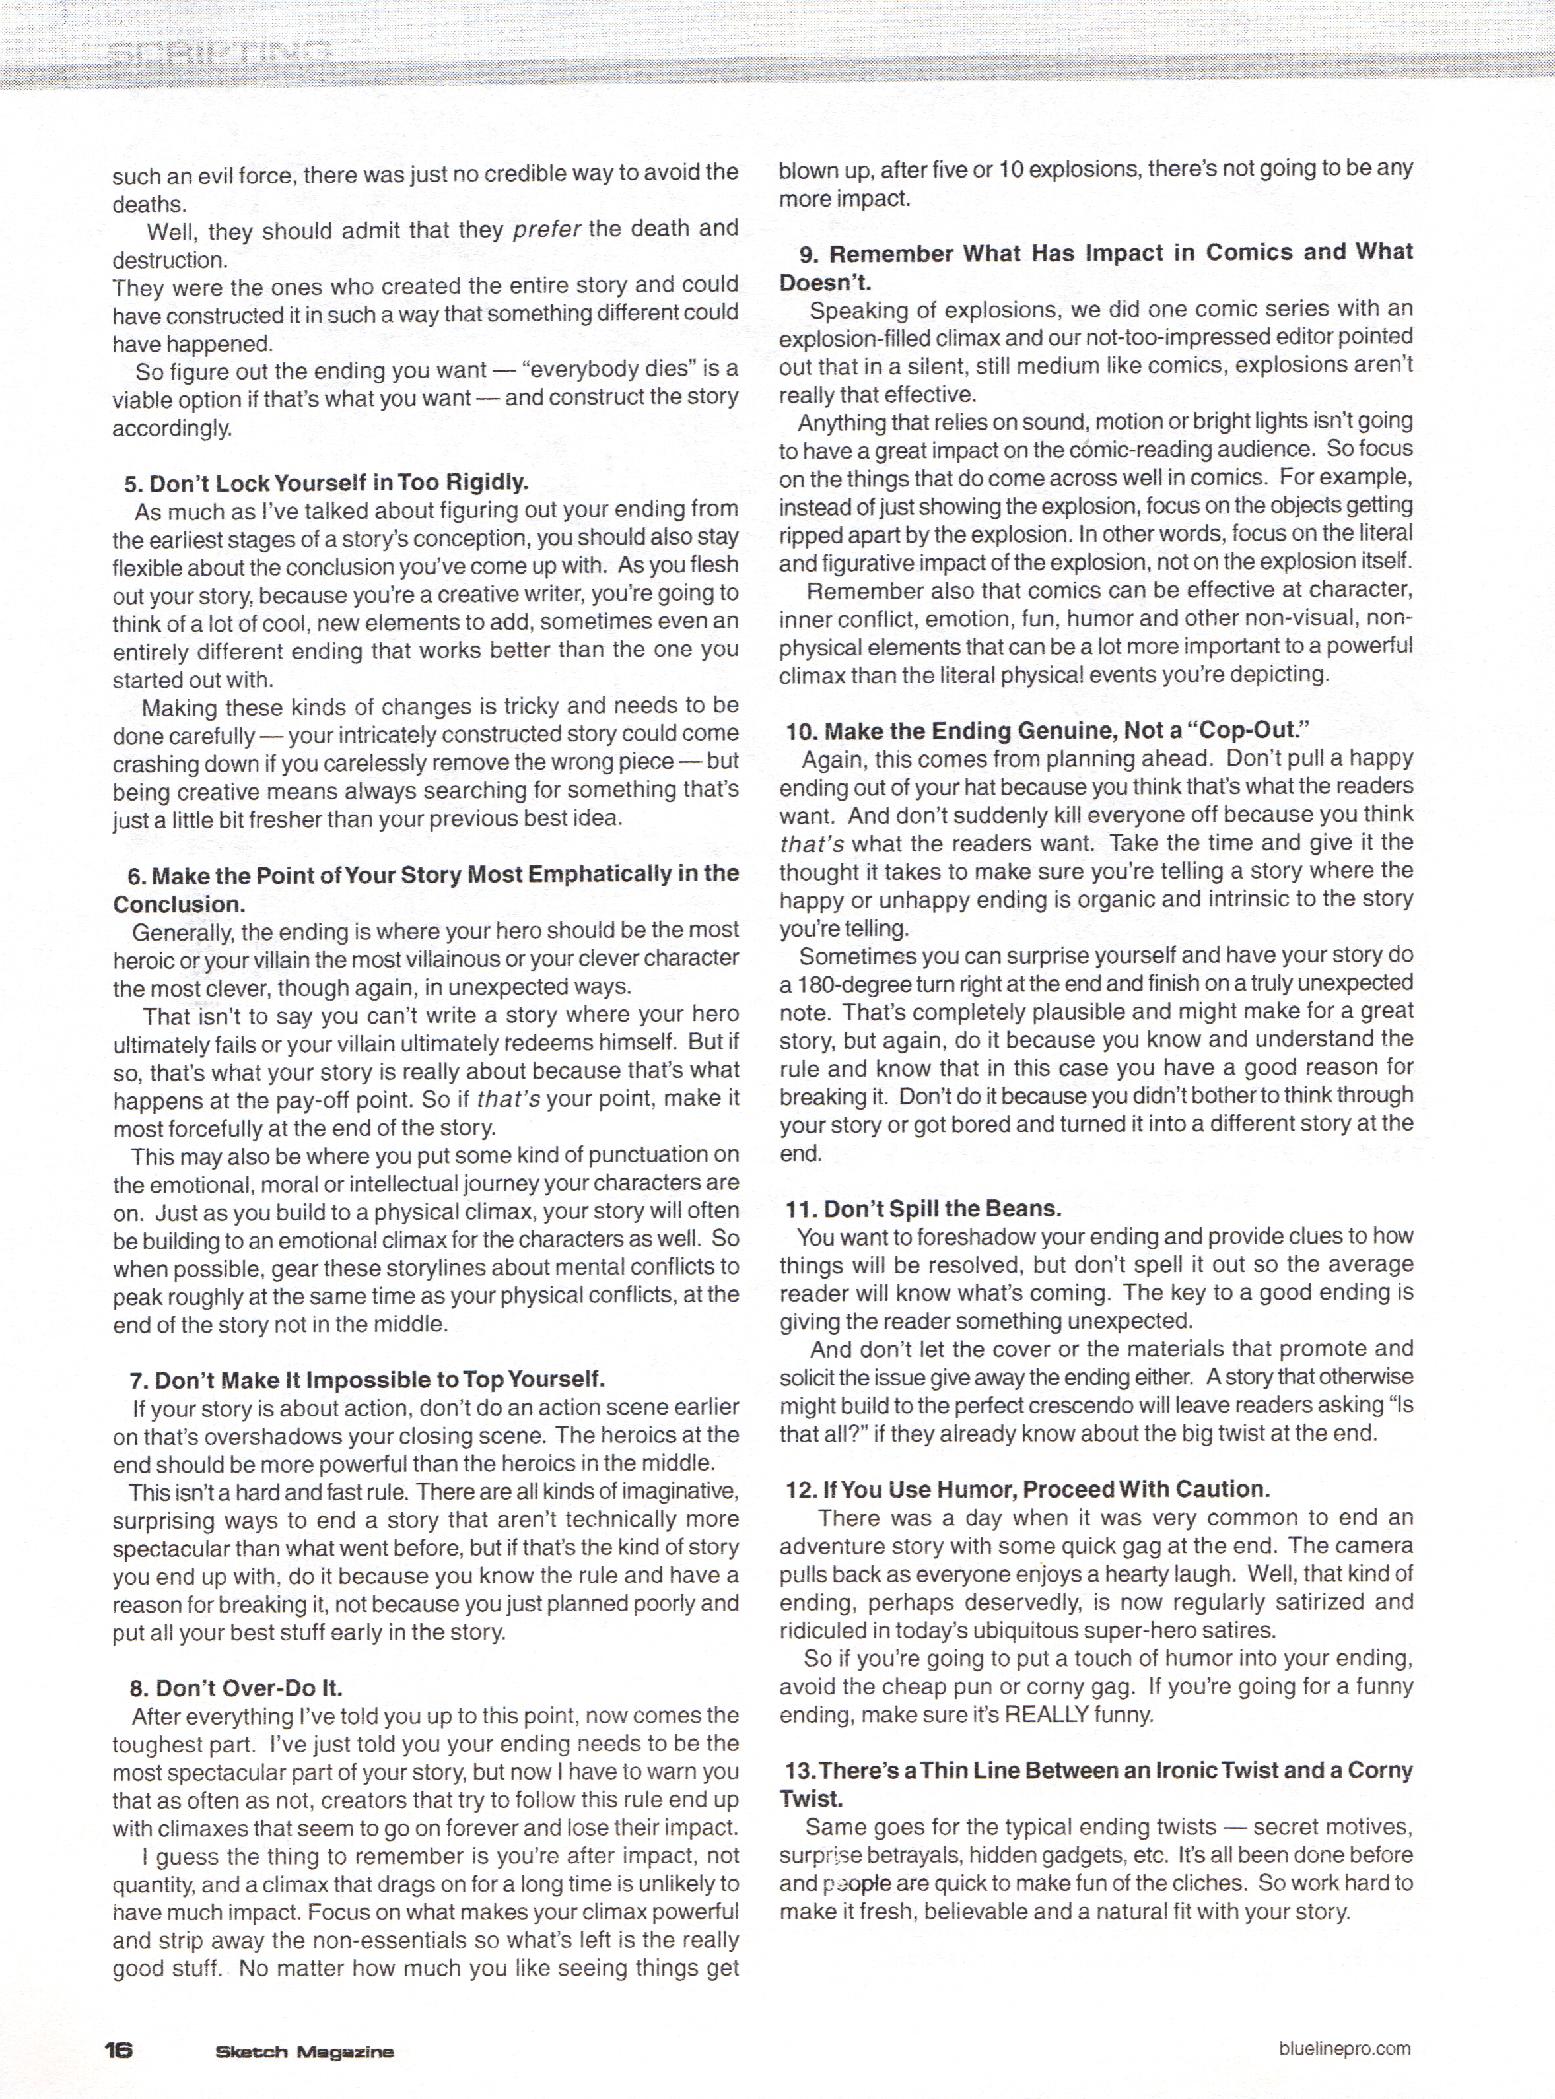 SCRIPTING
such an evil force, there was just no credible way to avoid the
deaths.
Well, they should admit that they prefer the death and
destruction.
They were the ones who created the entire story and could
have constructed it in such a way that something different could
have happened.
So figure out the ending you want — “everybody dies” is a
viable option if that’s what you want — and construct the story
accordingly.
5. Don’t Lock Yourself in Too Rigidly.
As much as I’ve talked about figuring out your ending from
the earliest stages of a story’s conception, you should also stay
flexible about the conclusion you’ve come up with. As you flesh
out your story, because you’re a creative writer, you’re going to
think of a lot of cool, new elements to add, sometimes even an
entirely different ending that works better than the one you
started out with.
Making these kinds of changes is tricky and needs to be
done carefully — your intricately constructed story could come
crashing down if you carelessly remove the wrong piece — but
being creative means always searching for something that’s
just a little bit fresher than your previous best idea.
6. Make the Point of Your Story Most Emphatically in the
Conclusion.
Generally, the ending is where your hero should be the most
heroic or your villain the most villainous or your clever character
the most clever, though again, in unexpected ways.
That isn’t to say you can’t write a story where your hero
ultimately fails or your villain ultimately redeems himself. But if
so, that’s what your story is really about because that’s what
happens at the pay-off point. So if that’s your point, make it
most forcefully at the end of the story.
This may also be where you put some kind of punctuation on
the emotional, moral or intellectual journey your characters are
on. Just as you build to a physical climax, your story will often
be building to an emotional climax for the characters as well. So
when possible, gear these storylines about mental conflicts to
peak roughly at the same time as your physical conflicts, at the
end of the story not in the middle.
7. Don’t Make It Impossible to Top Yourself.
If your story is about action, don’t do an action scene earlier
on that’s overshadows your closing scene. The heroics at the
end should be more powerful than the heroics in the middle.
This isn’t a hard and fast rule. There are all kinds of imaginative,
surprising ways to end a story that aren’t technically more
spectacular than what went before, but if that’s the kind of story
you end up with, do it because you know the rule and have a
reason for breaking it, not because you just planned poorly and
put all your best stuff early in the story.
8. Don’t Over-Do It.
After everything I’ve told you up to this point, now comes the
toughest part. I’ve just told you your ending needs to be the
most spectacular part of your story, but now I have to warn you
that as often as not, creators that try to follow this rule end up
with climaxes that seem to go on forever and lose their impact.
I guess the thing to remember is you’re after impact, not
quantity, and a climax that drags on for a long time is unlikely to
have much impact. Focus on what makes your climax powerful
and strip away the non-essentials so what’s left is the really
good stuff. No matter how much you like seeing things get
blown up, after five or 10 explosions, there’s not going to be any
more impact.
9. Remember What Has Impact in Comics and What
Doesn’t.
Speaking of explosions, we did one comic series with an
explosion-filled climax and our not-too-impressed editor pointed
out that in a silent, still medium like comics, explosions aren’t
really that effective.
Anything that relies on sound, motion or bright lights isn’t going
to have a great impact on the comic-reading audience. So focus
on the things that do come across well in comics. For example,
instead of just showing the explosion, focus on the objects getting
ripped apart by the explosion. In other words, focus on the literal
and figurative impact of the explosion, not on the explosion itself.
Remember also that comics can be effective at character,
inner conflict, emotion, fun, humor and other non-visual, non-
physical elements that can be a lot more important to a powerful
climax than the literal physical events you’re depicting.
10. Make the Ending Genuine, Not a “Cop-Out.”
Again, this comes from planning ahead. Don’t pull a happy
ending out of your hat because you think that’s what the readers
want. And don’t suddenly kill everyone off because you think
that’s what the readers want. Take the time and give it the
thought it takes to make sure you’re telling a story where the
happy or unhappy ending is organic and intrinsic to the story
you’re telling.
Sometimes you can surprise yourself and have your story do
a 180-degree turn right at the end and finish on a truly unexpected
note. That’s completely plausible and might make for a great
story, but again, do it because you know and understand the
rule and know that in this case you have a good reason for
breaking it. Don’t do it because you didn’t bother to think through
your story or got bored and turned it into a different story at the
end.
11. Don’t Spill the Beans.
You want to foreshadow your ending and provide clues to how
things will be resolved, but don’t spell it out so the average
reader will know what’s coming. The key to a good ending is
giving the reader something unexpected.
And don’t let the cover or the materials that promote and
solicit the issue give away the ending either. A story that otherwise
might build to the perfect crescendo will leave readers asking “Is
that all?” if they already know about the big twist at the end.
12. If You Use Humor, Proceed With Caution.
There was a day when it was very common to end an
adventure story with some quick gag at the end. The camera
pulls back as everyone enjoys a hearty laugh. Well, that kind of
ending, perhaps deservedly, is now regularly satirized and
ridiculed in today’s ubiquitous super-hero satires.
So if you’re going to put a touch of humor into your ending,
avoid the cheap pun or corny gag. If you’re going for a funny
ending, make sure it’s REALLY funny.
13. There’s a Thin Line Between an Ironic Twist and a Corny
Twist.
Same goes for the typical ending twists — secret motives,
surprise betrayals, hidden gadgets, etc. It’s all been done before
and people are quick to make fun of the cliches. So work hard to
make it fresh, believable and a natural fit with your story.
16 Sketch Magazine bluelinepro.com